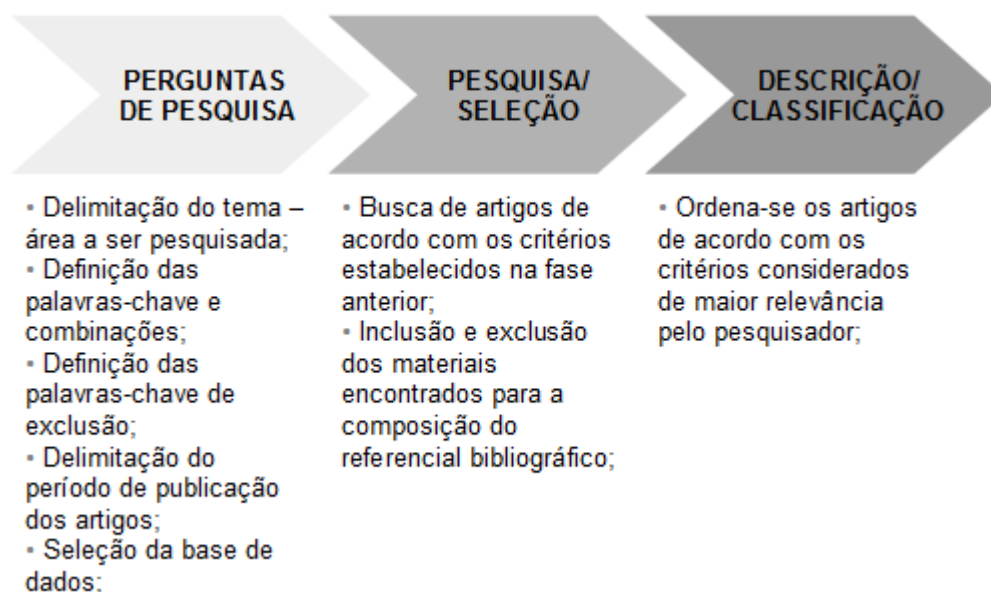 PERGUNTAS
DE PESQUISA
• Delimitação do tema –
área a ser pesquisada;
• Definição das
palavras-chave e
combinações;
• Definição das
palavras-chave de
exclusão;
• Delimitação do
período de publicação
dos artigos;
• Seleção da base de
dados;
PESQUISA/
SELEÇÃO
• Busca de artigos de
acordo com os critérios
estabelecidos na fase
anterior;
• Inclusão e exclusão
dos materiais
encontrados para a
composição do
referencial bibliográfico;
DESCRIÇÃO/
CLASSIFICAÇÃO
• Ordena-se os artigos
de acordo com os
critérios considerados
de maior relevância
pelo pesquisador;